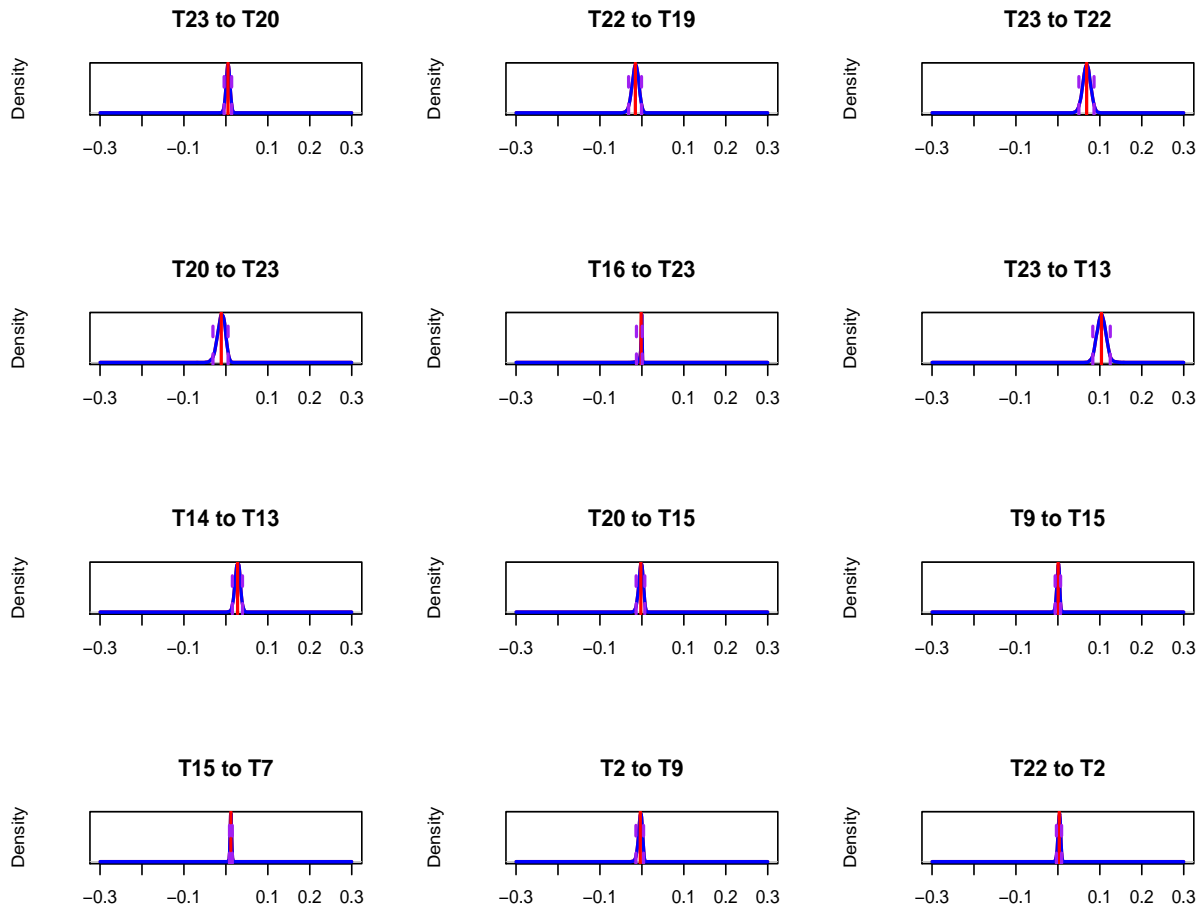 T23 to T20
T22 to T19
T23 to T22
Density
−0.3 −0.1 0.1 0.2 0.3
Density
−0.3 −0.1 0.1 0.2 0.3
Density
−0.3 −0.1 0.1 0.2 0.3
T20 to T23
T16 to T23
T23 to T13
Density
−0.3 −0.1 0.1 0.2 0.3
Density
−0.3 −0.1 0.1 0.2 0.3
Density
−0.3 −0.1 0.1 0.2 0.3
T14 to T13
T20 to T15
T9 to T15
Density
−0.3 −0.1 0.1 0.2 0.3
Density
−0.3 −0.1 0.1 0.2 0.3
Density
−0.3 −0.1 0.1 0.2 0.3
T15 to T7
T2 to T9
T22 to T2
Density
−0.3 −0.1 0.1 0.2 0.3
Density
−0.3 −0.1 0.1 0.2 0.3
Density
−0.3 −0.1 0.1 0.2 0.3